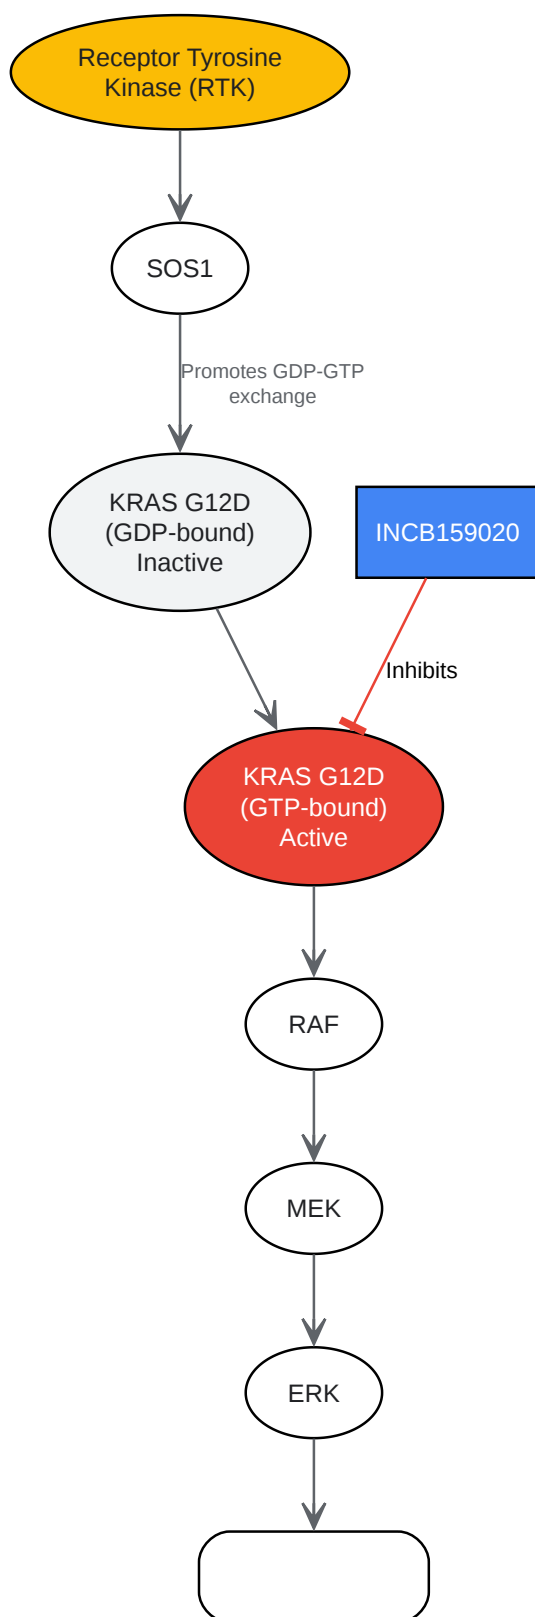 Receptor Tyrosine
Kinase (RTK)
SOS1
Promotes GDP-GTP
exchange
KRAS G12D
(GDP-bound)
Inactive
INCB159020
Inhibits
KRAS G12D
(GTP-bound)
Active
RAF
MEK
ERK